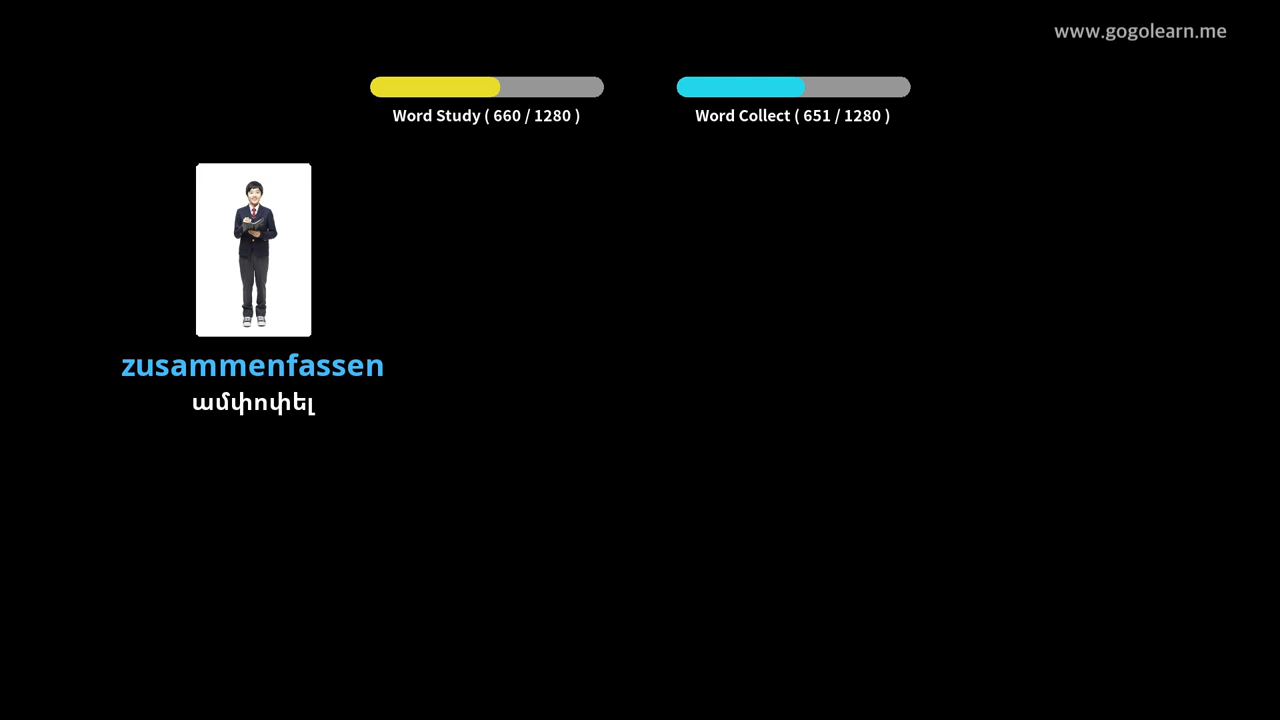 www.gogolearn.me
Word Study ( 660 / 1280 )
Word Collect ( 651 / 1280 )
zusammenfassen
ամփոփել